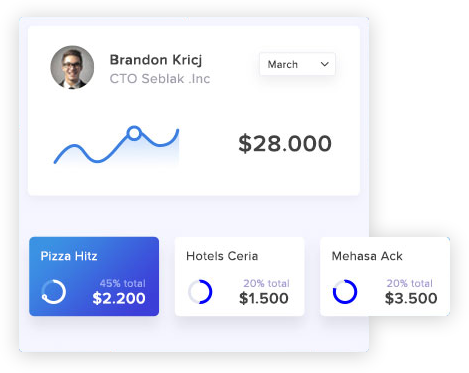 Brandon Kricj
CTO Seblak .Inc
March
$28.000
Pizza Hitz
45% total
$2.200
Hotels Ceria
20% total
$1.500
Mehasa Ack
20% total
$3.500